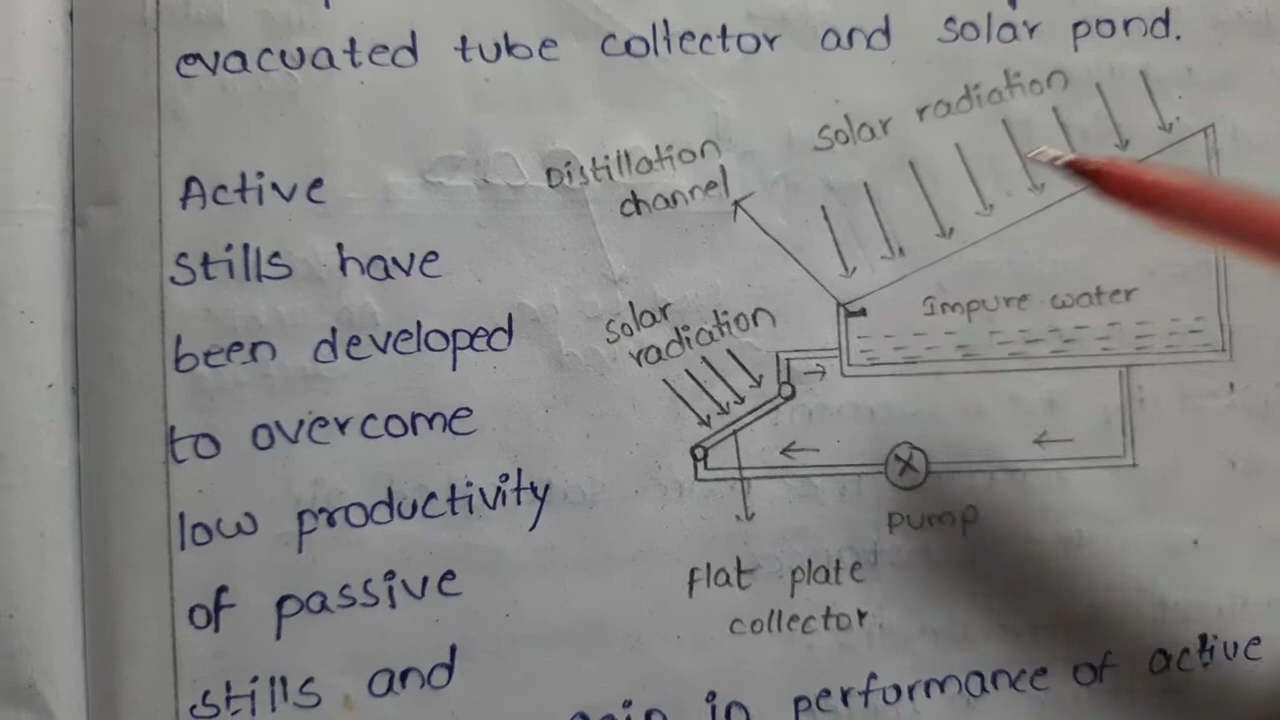 evacuated tube collector and solar pond.
Active
stills have
been developed
to overcome
low productivity
of passive
stills and
Distillation
channel
solar radiation
solar
radiation
Impure water
pump
flat plate
collector.
in performance of active